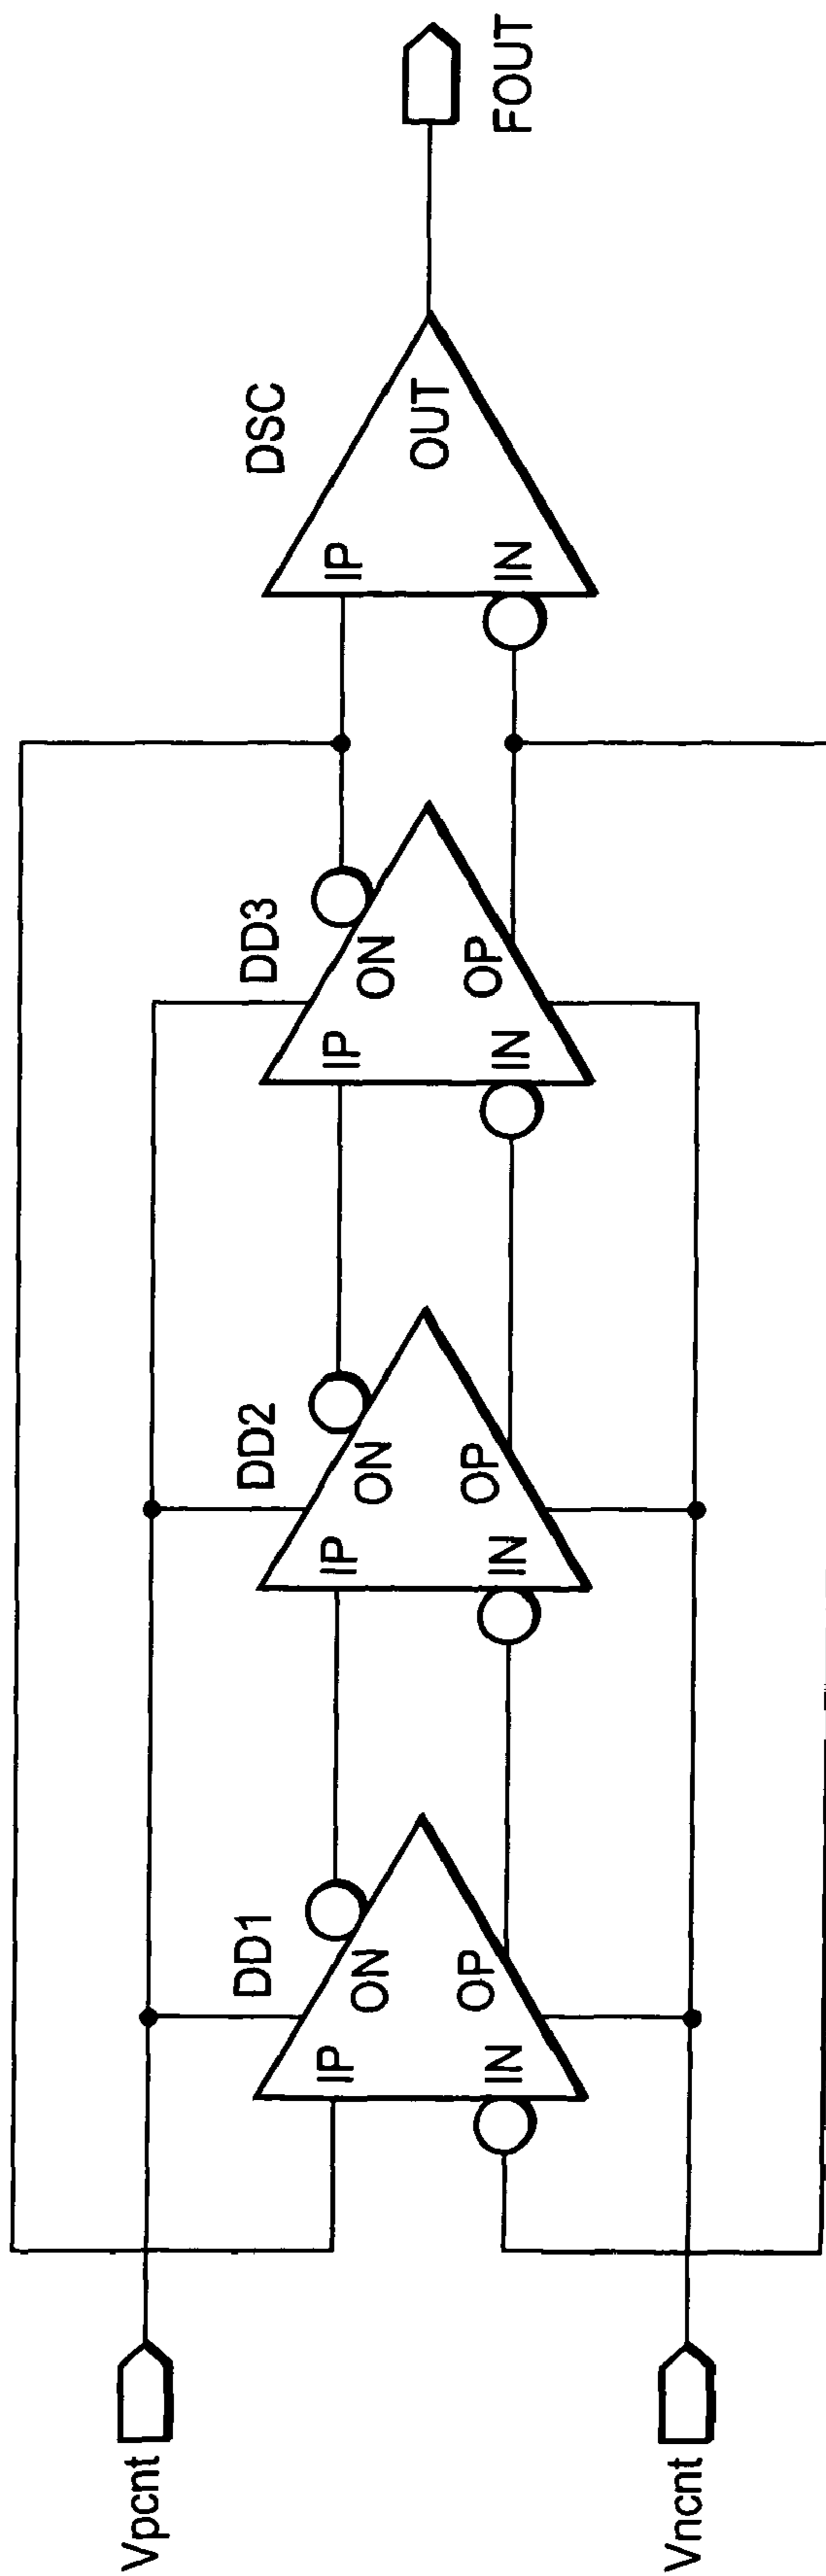 Vpcnt
Vncnt
DD1
IP
ON
IN
OP
DD2
IP
ON
IN
OP
DD3
IP
ON
IN
OP
DSC
IP
OUT
IN
FOUT